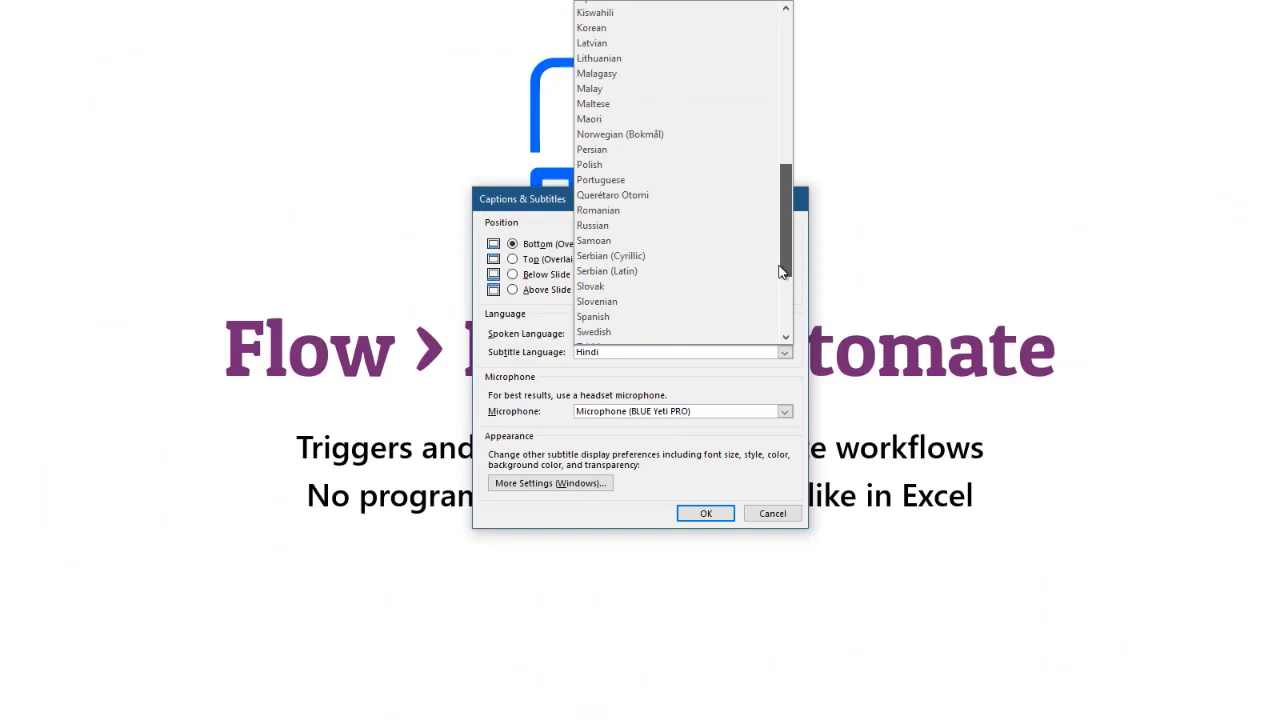 Kiswahili
Korean
Latvian
Lithuanian
Malagasy
Malay
Maltese
Maori
Norwegian (Bokmål)
Persian
Polish
Portuguese
Querétaro Otomi
Romanian
Russian
Samoan
Serbian (Cyrillic)
Serbian (Latin)
Slovak
Slovenian
Spanish
Swedish
Captions & Subtitles
Position
Bottom (Ove
Top (Overlai
Below Slide
Above Slide
Language
Spoken Language:
Subtitle Language: Hindi
Microphone
For best results, use a headset microphone.
Microphone: Microphone (BLUE Yeti PRO)
Appearance
Change other subtitle display preferences including font size, style, color,
background color, and transparency:
More Settings (Windows)...
OK Cancel
Flow > tomate
Triggers and e workflows
No program like in Excel